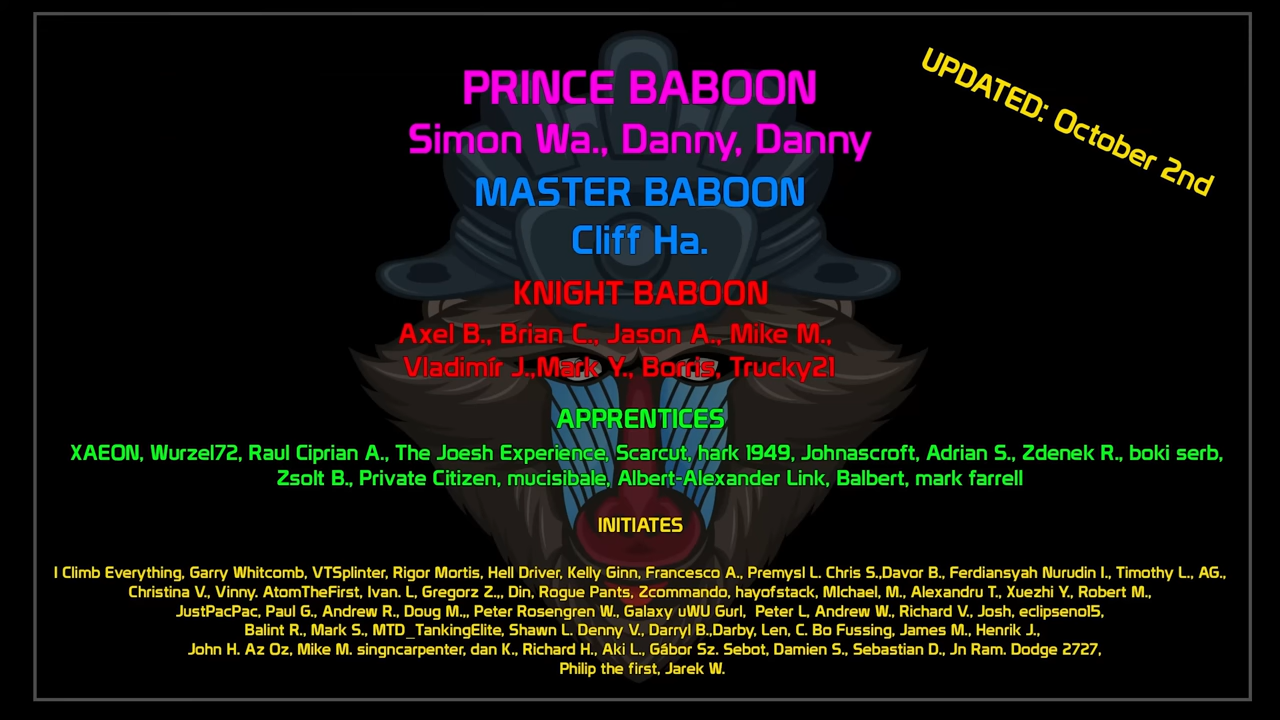 PRINCE BABOON
UPDATED: October 2nd
Simon Wa., Danny, Danny
MASTER BABOON
Cliff Ha.
KNIGHT BABOON
Axel B., Brian C., Jason A., Mike M.,
Vladimír J.,Mark Y., Borris, Trucky21
APPRENTICES
XAEON, Wurzel72, Raul Ciprian A., The Joesh Experience, Scarcut, hark 1949, Johnascroft, Adrian S., Zdenek R., boki serb,
Zsolt B., Private Citizen, mucisibale, Albert-Alexander Link, Balbert, mark farrell
INITIATES
I Climb Everything, Garry Whitcomb, VTSplinter, Rigor Mortis, Hell Driver, Kelly Ginn, Francesco A., Premysl L. Chris S.,Davor B., Ferdiansyah Nurudin I., Timothy L., AG.,
Christina V., Vinny. AtomTheFirst, Ivan. L, Gregorz Z.,, Din, Rogue Pants, Zcommando, hayofstack, MIchael, M., Alexandru T., Xuezhi Y., Robert M.,
JustPacPac, Paul G., Andrew R., Doug M.,, Peter Rosengren W., Galaxy uWU Gurl,  Peter L, Andrew W., Richard V., Josh, eclipseno15,
Balint R., Mark S., MTD_TankingElite, Shawn L. Denny V., Darryl B.,Darby, Len, C. Bo Fussing, James M., Henrik J.,
John H. Az Oz, Mike M. singncarpenter, dan K., Richard H., Aki L., Gábor Sz. Sebot, Damien S., Sebastian D., Jn Ram. Dodge 2727,
Philip the first, Jarek W.